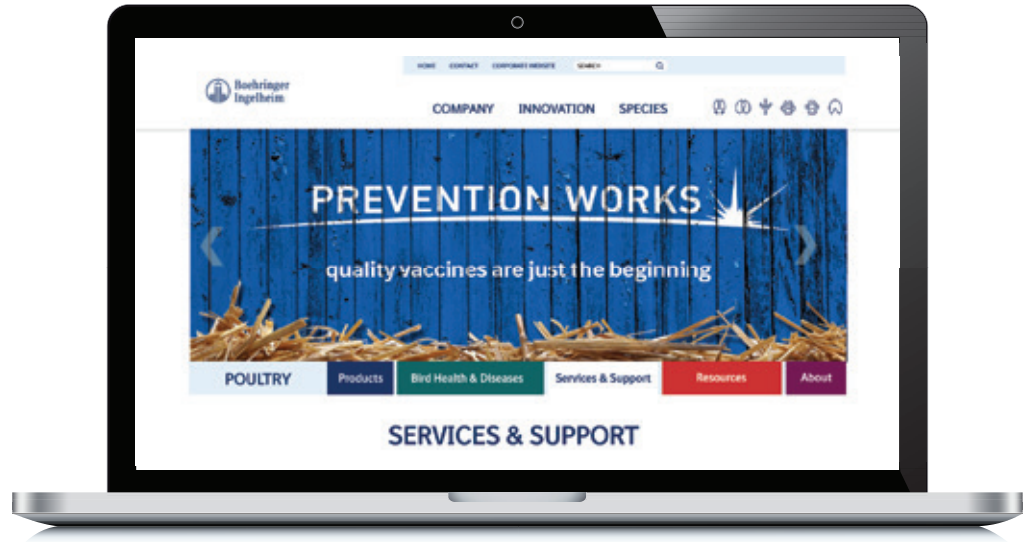 HOME CONTACT CORPORATE WEBSITE SEARCH
Boehringer
Ingelheim
COMPANY INNOVATION SPECIES
PREVENTION WORKS
quality vaccines are just the beginning
POULTRY Products Bird Health & Diseases Services & Support Resources About
SERVICES & SUPPORT